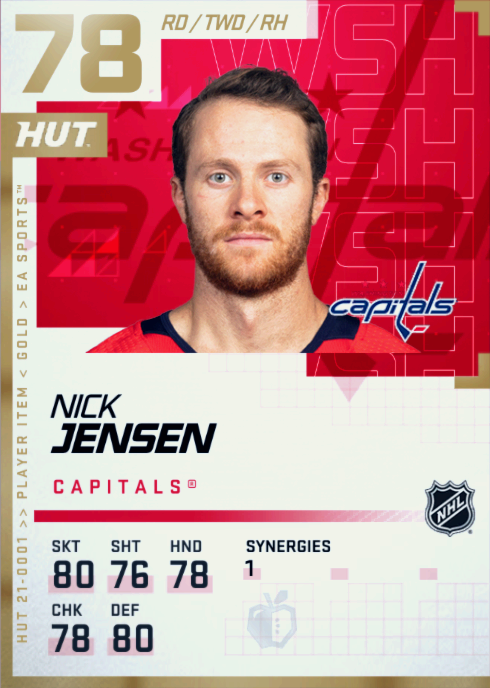 78
RD / TWD / RH
HUT
WSH
WSH
WSH
WSH
capitals
HUT 21-0001 >> PLAYER ITEM < GOLD > EA SPORTS™
NICK
JENSEN
CAPITALS®
NHL
SKT SHT HND SYNERGIES
80 76 78 1
CHK DEF
78 80